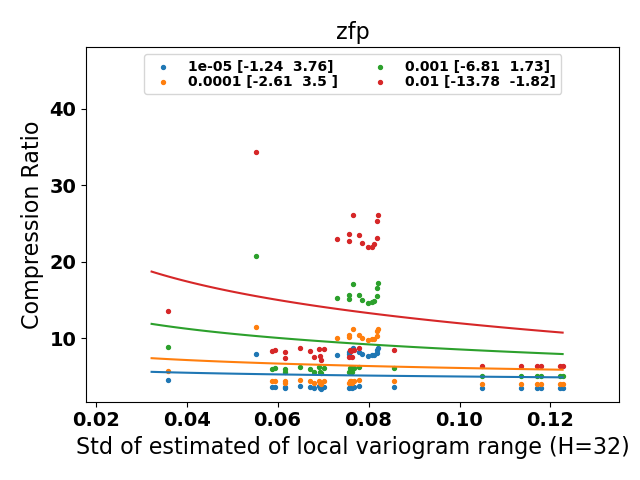 zfp
1e-05 [-1.24  3.76]
0.0001 [-2.61  3.5 ]
0.001 [-6.81  1.73]
0.01 [-13.78  -1.82]
Compression Ratio
40
30
20
10
0.02 0.04 0.06 0.08 0.10 0.12
Std of estimated of local variogram range (H=32)